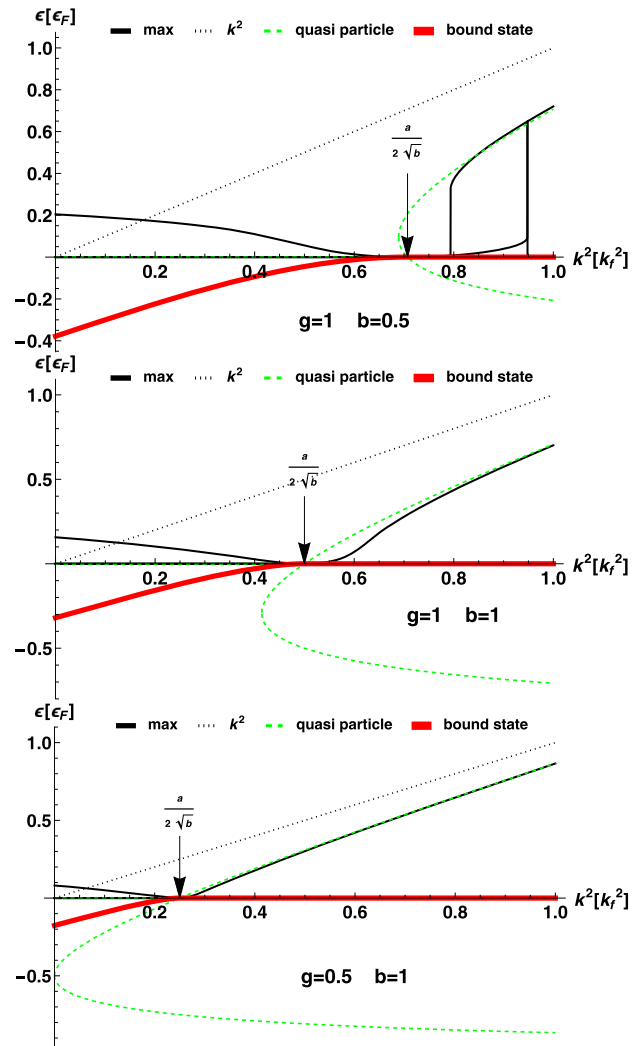 ϵ[ϵF]
max k² quasi particle bound state
1.0
0.8
a
0.6
2 √b
0.4
0.2
0.2 0.4 0.6 0.8 1.0 k²[kf²]
−0.2
g=1 b=0.5
−0.4
ϵ[ϵF]
max k² quasi particle bound state
1.0
a
0.5
2 √b
0.2 0.4 0.6 0.8 1.0 k²[kf²]
g=1 b=1
−0.5
ϵ[ϵF]
max k² quasi particle bound state
1.0
a
2 √b
0.5
0.2 0.4 0.6 0.8 1.0 k²[kf²]
−0.5
g=0.5 b=1